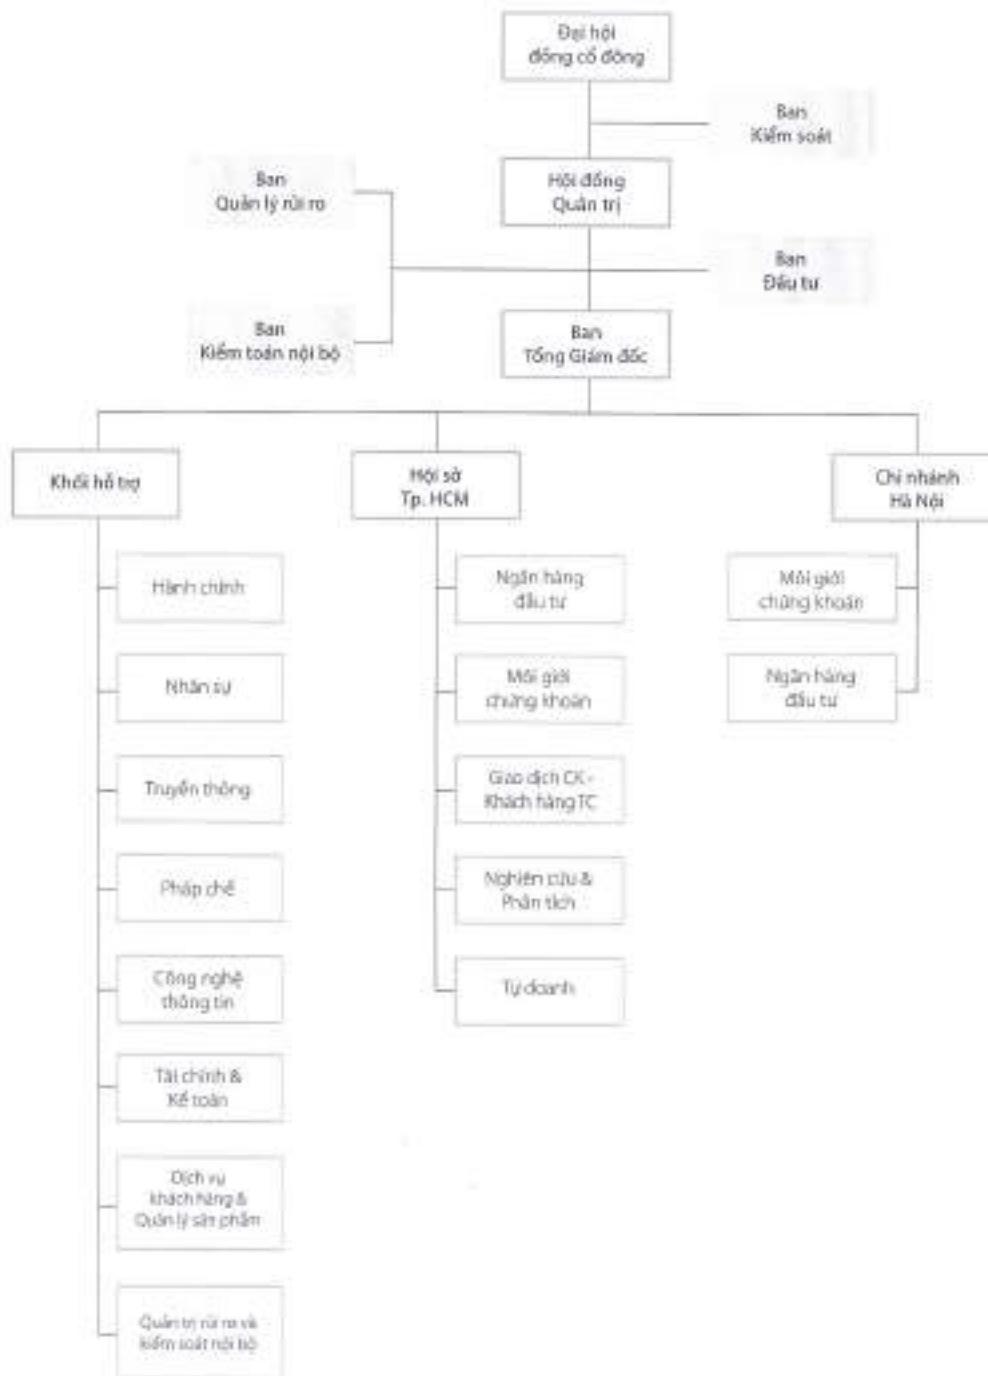 Đại hội
đồng cổ đông
Ban
Kiểm soát
Hội đồng
Quản trị
Ban
Quản lý rủi ro
Ban
Đầu tư
Ban
Kiểm toán nội bộ
Ban
Tổng Giám đốc
Khối hỗ trợ
Hội sở
Tp. HCM
Chi nhánh
Hà Nội
Hành chính
Nhân sự
Truyền thông
Pháp chế
Công nghệ
thông tin
Tài chính &
Kế toán
Dịch vụ
khách hàng &
Quản lý sản phẩm
Quản trị rủi ro và
kiểm soát nội bộ
Ngân hàng
đầu tư
Môi giới
chứng khoán
Giao dịch CK -
Khách hàng TC
Nghiên cứu &
Phân tích
Tự doanh
Môi giới
chứng khoán
Ngân hàng
đầu tư